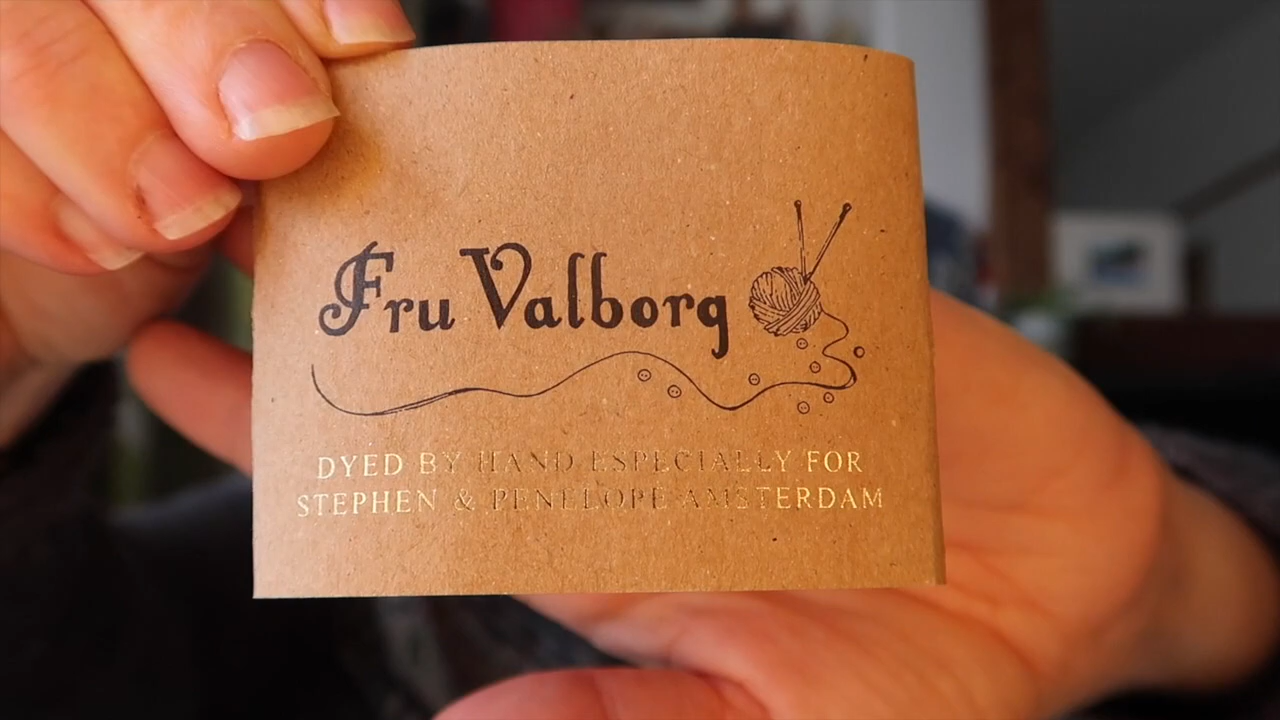 Fru Valborg
DYED BY HAND ESPECIALLY FOR
STEPHEN & PENELOPE AMSTERDAM